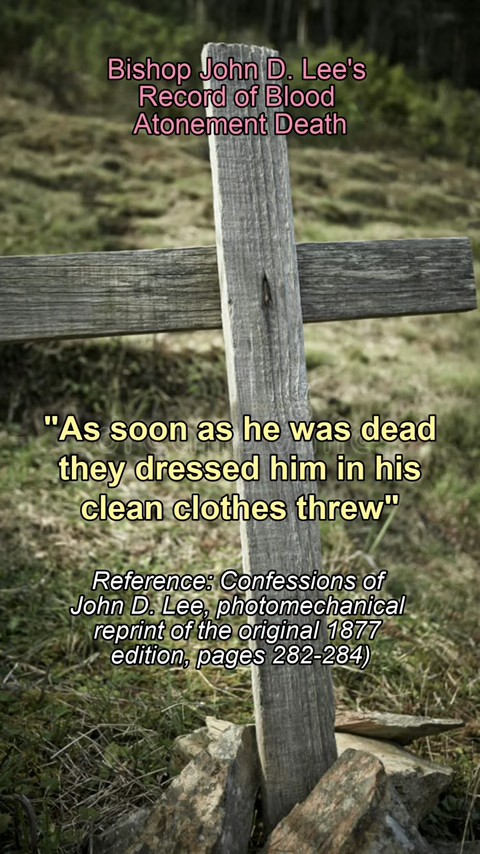 Bishop John D. Lee's
Record of Blood
Atonement Death
"As soon as he was dead
they dressed him in his
clean clothes threw"
Reference: Confessions of
John D. Lee, photomechanical
reprint of the original 1877
edition, pages 282-284)